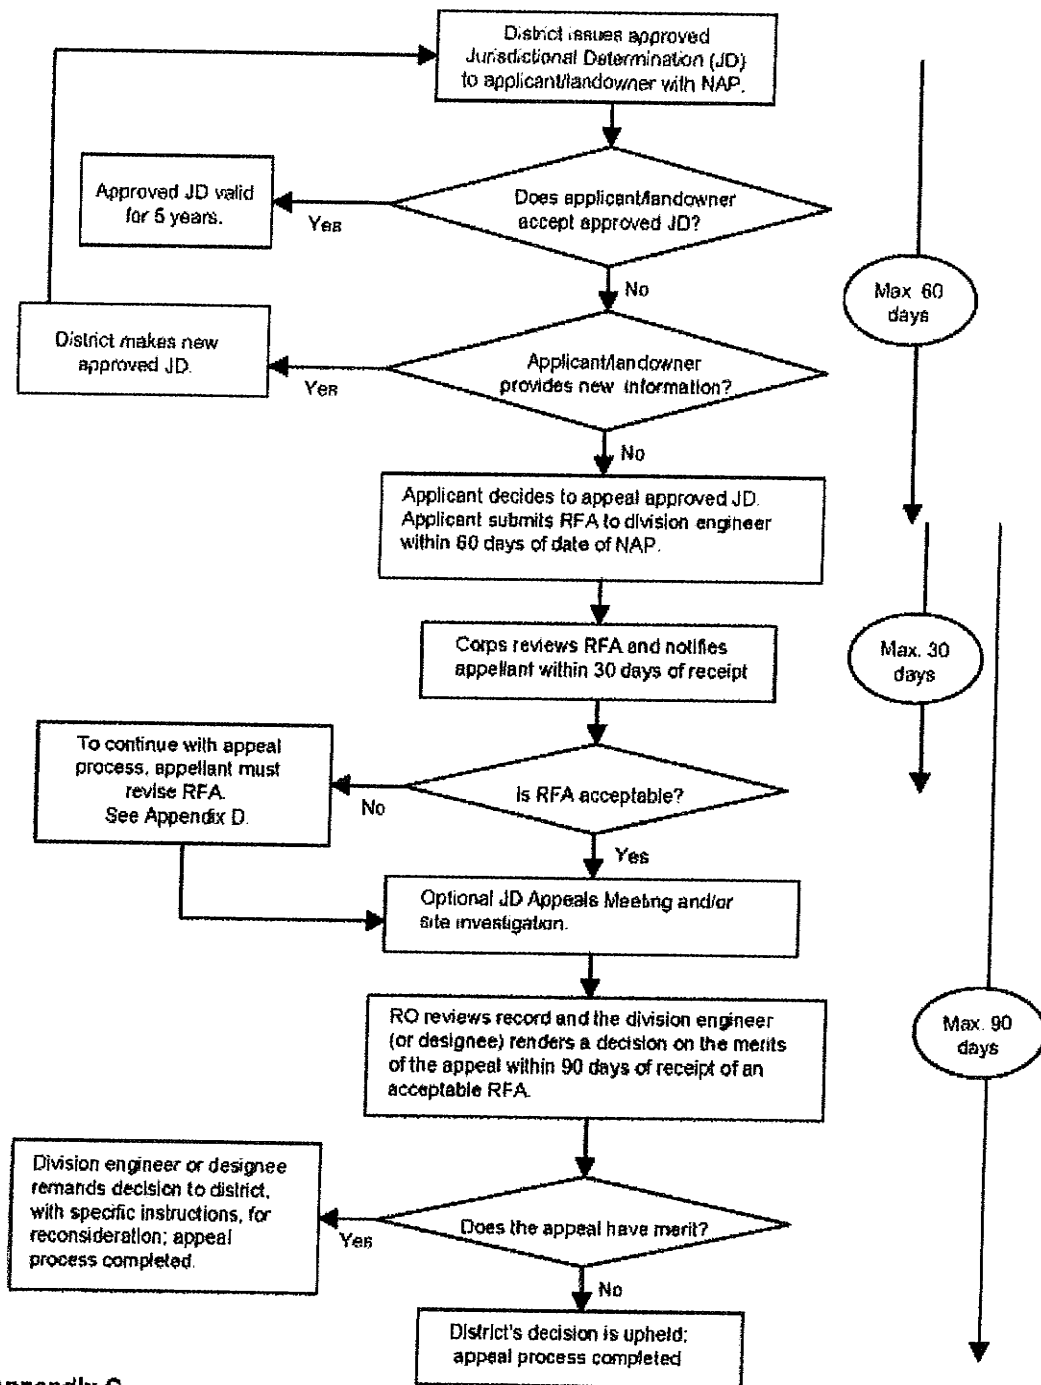 District issues approved
Jurisdictional Determination (JD)
to applicant/landowner with NAP.
Approved JD valid
for 5 years.
Yes
Does applicant/landowner
accept approved JD?
No
Max. 60
days
District makes new
approved JD.
Yes
Applicant/landowner
provides new information?
No
Applicant decides to appeal approved JD.
Applicant submits RFA to division engineer
within 60 days of date of NAP.
Corps reviews RFA and notifies
appellant within 30 days of receipt
Max. 30
days
To continue with appeal
process, appellant must
revise RFA.
See Appendix D.
No
Is RFA acceptable?
Yes
Optional JD Appeals Meeting and/or
site investigation.
RO reviews record and the division engineer
(or designee) renders a decision on the merits
of the appeal within 90 days of receipt of an
acceptable RFA.
Max. 90
days
Division engineer or designee
remands decision to district,
with specific instructions, for
reconsideration; appeal
process completed.
Yes
Does the appeal have merit?
No
District's decision is upheld;
appeal process completed
Appendix C